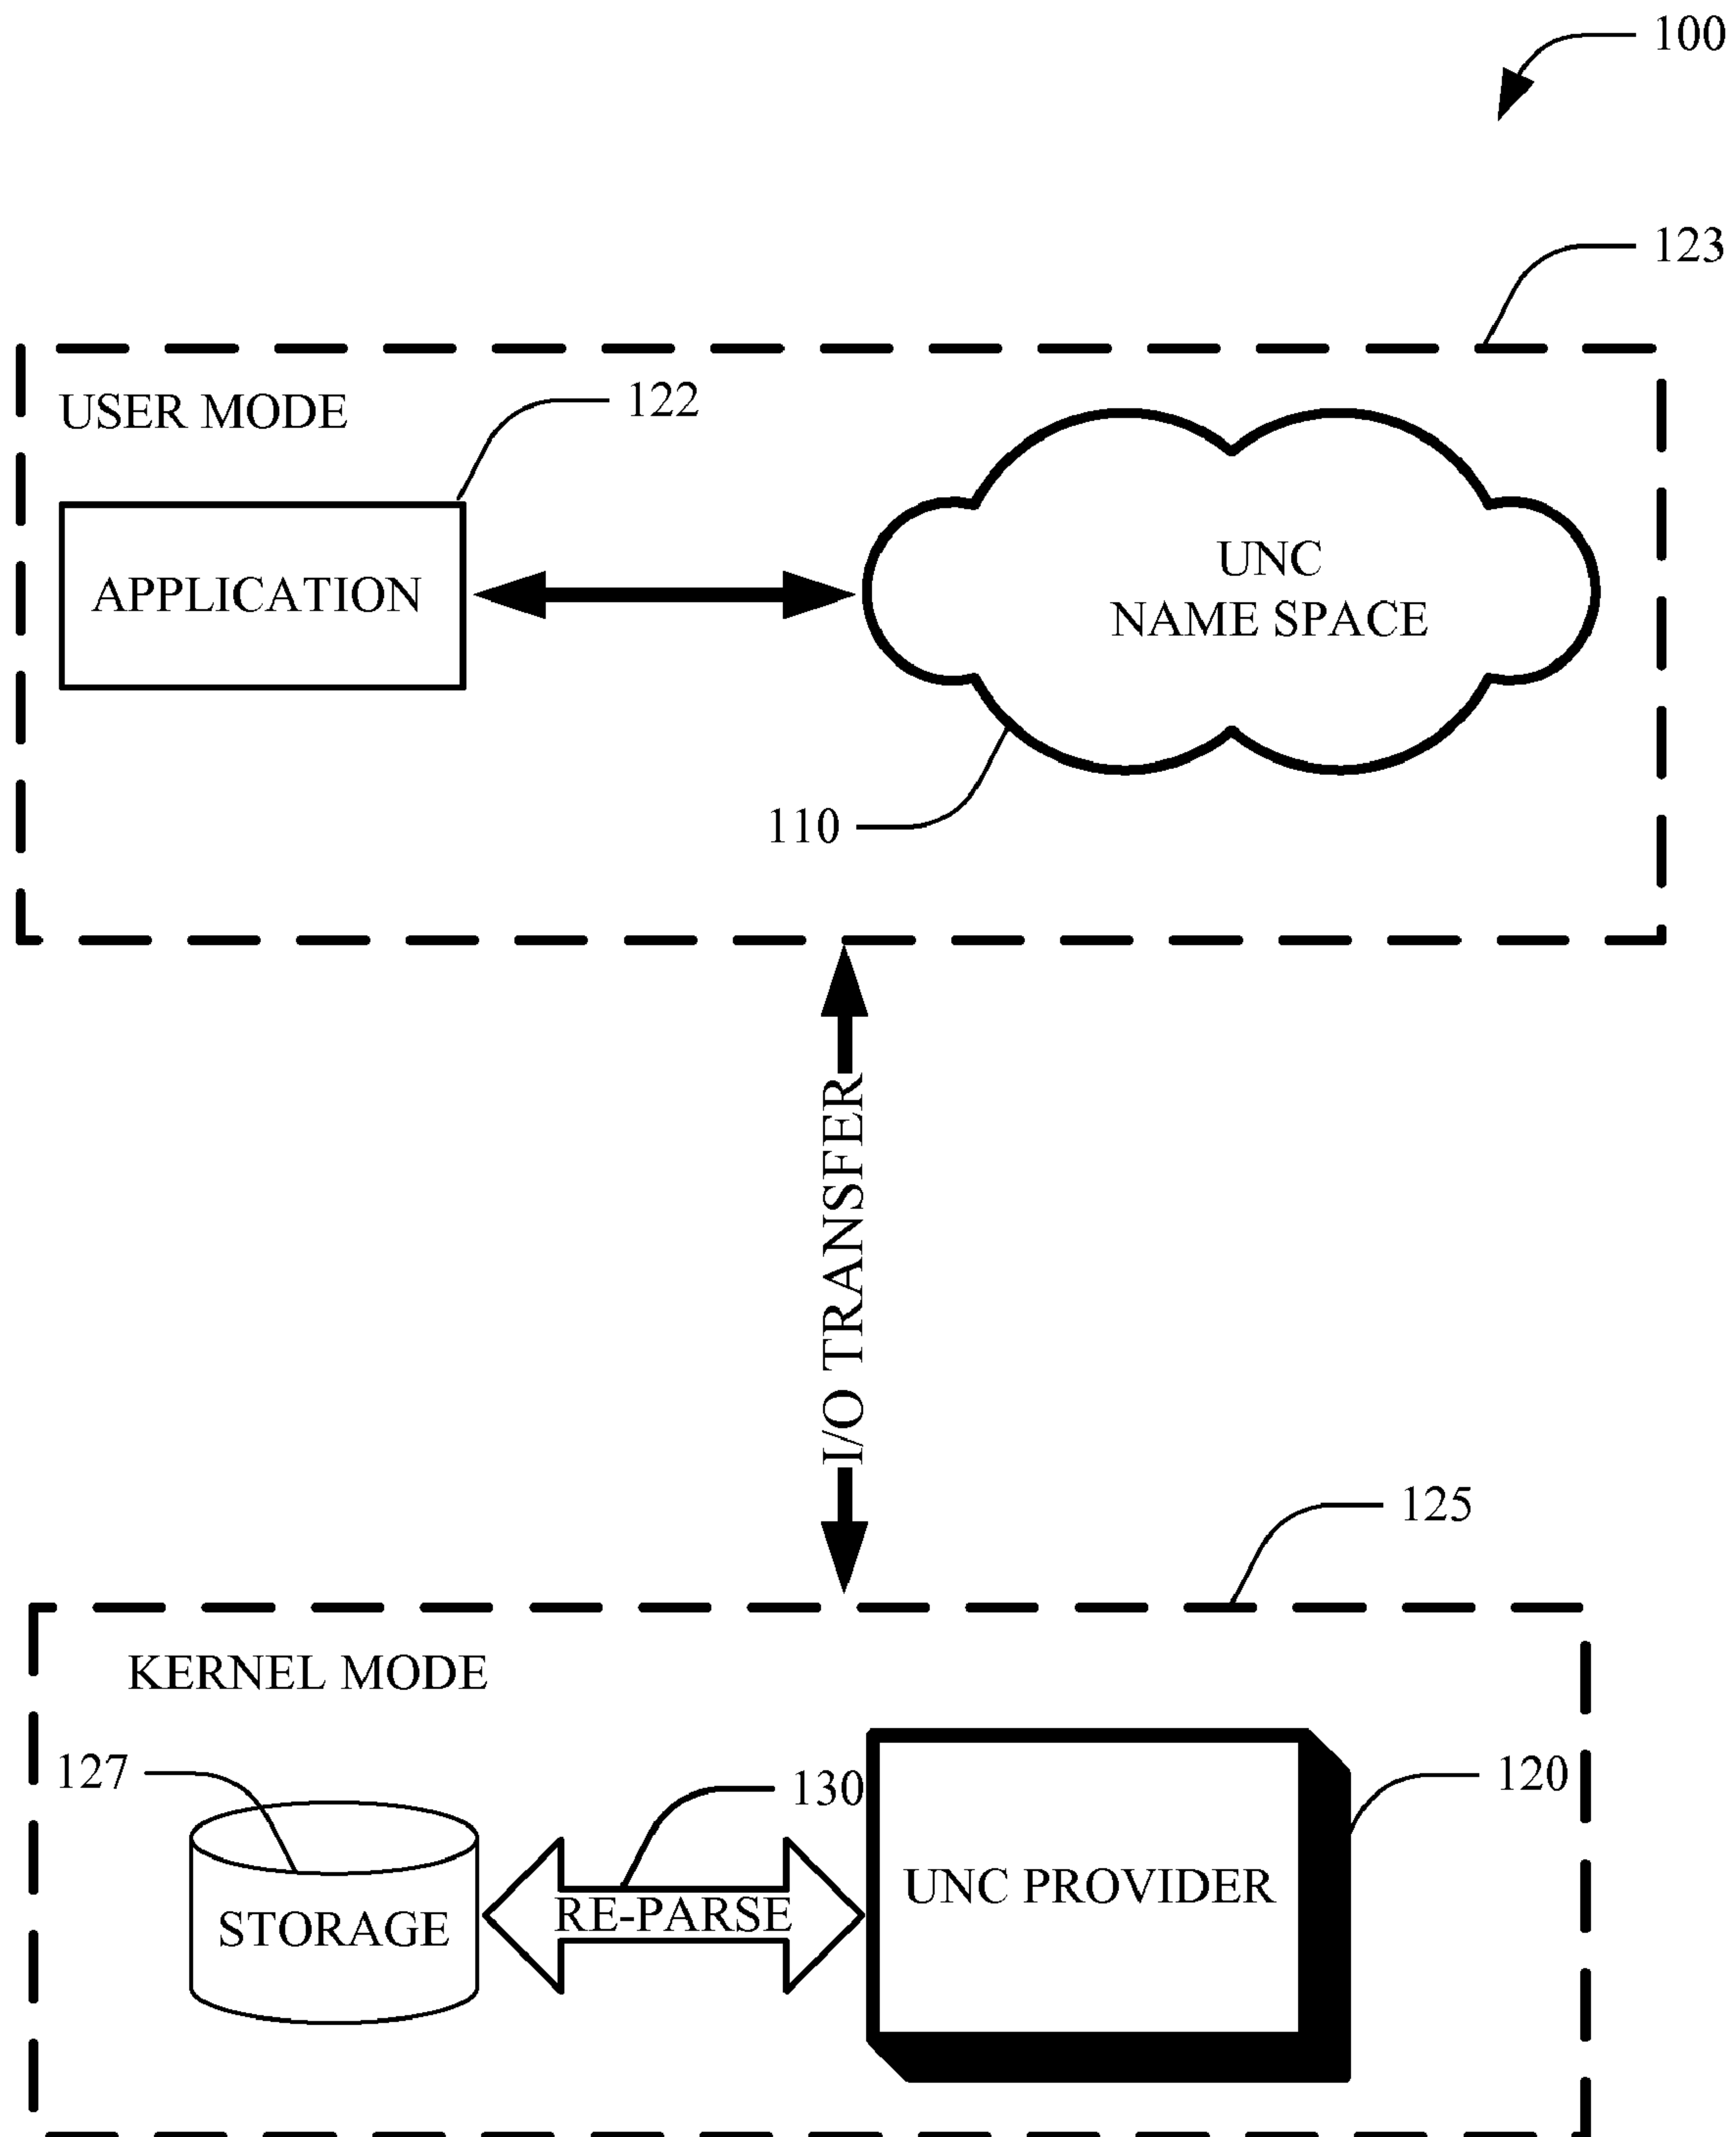 100
123
USER MODE
122
APPLICATION
UNC
NAME SPACE
110
I/O TRANSFER
125
KERNEL MODE
127
130
120
STORAGE
RE-PARSE
UNC PROVIDER